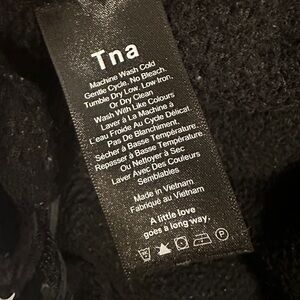 Tna
Machine Wash Cold
Gentle Cycle. No Bleach.
Tumble Dry Low. Low Iron.
Or Dry Clean
Wash With Like Colours
Laver À La Machine À
L'eau Froide Au Cycle Délicat.
Pas De Blanchiment.
Sécher à Basse Température.
Repasser à Basse Température
Ou Nettoyer à Sec
Laver Avec Des Couleurs
Semblables
Made in Vietnam
Fabriqué au Vietnam
A little love
goes a long way.